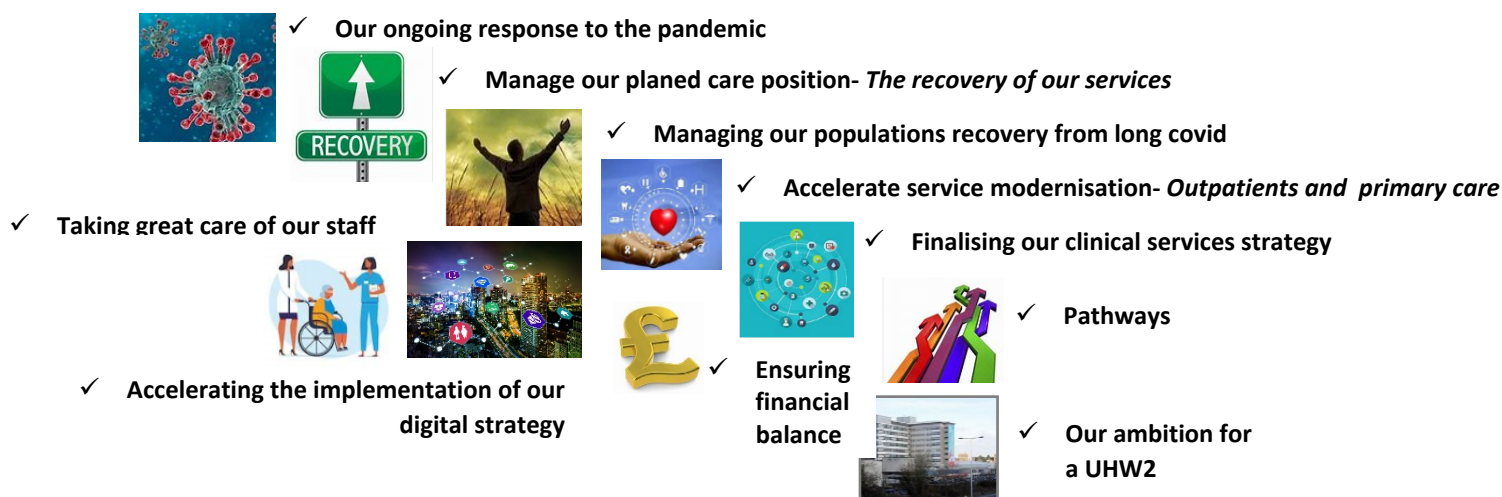 ✓ Our ongoing response to the pandemic
✓ Manage our planed care position- The recovery of our services
RECOVERY
✓ Managing our populations recovery from long covid
✓ Accelerate service modernisation- Outpatients and primary care
✓ Taking great care of our staff
✓ Finalising our clinical services strategy
✓ Pathways
✓ Ensuring
financial
balance
✓ Accelerating the implementation of our
digital strategy
✓ Our ambition for
a UHW2